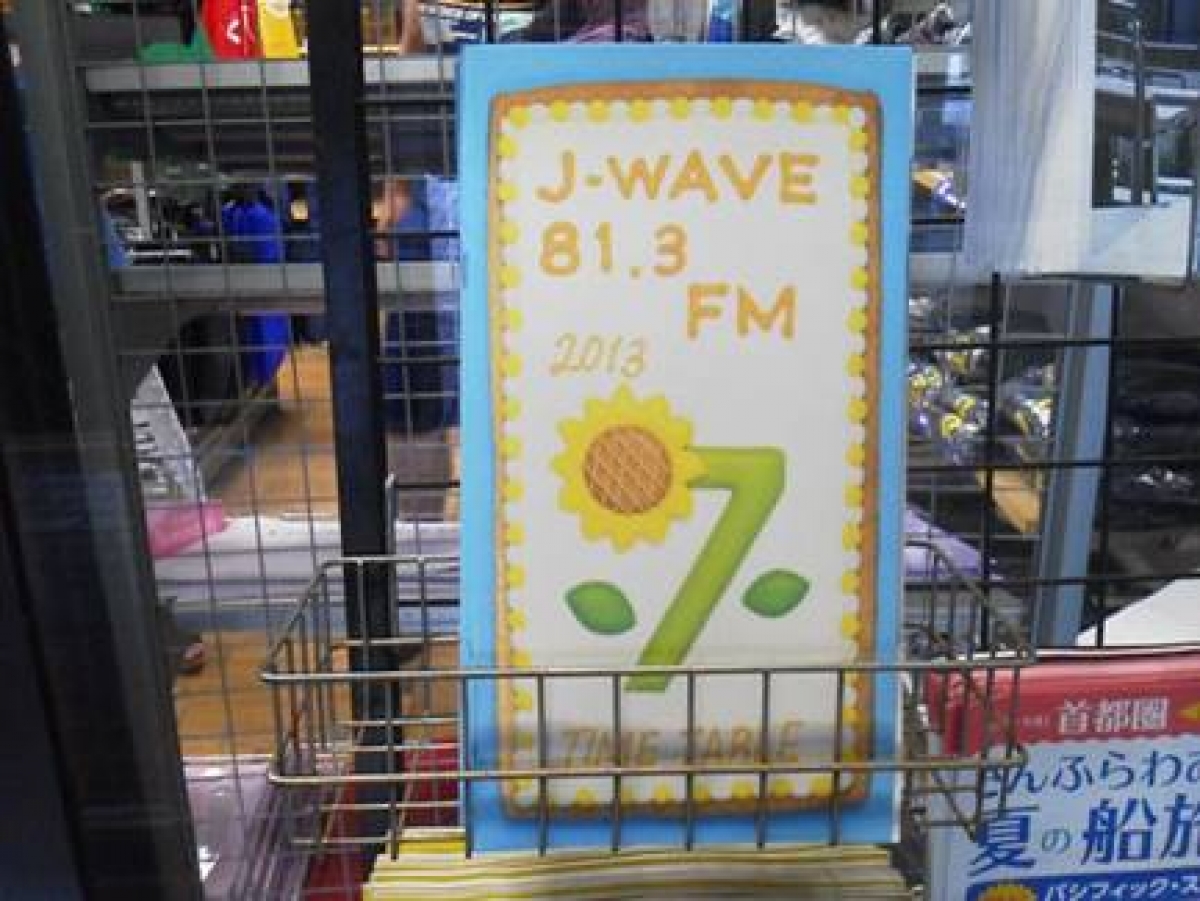 J-WAVE
81.3
FM
2013
7
TIME TABLE
首都圏
さんふらわあ
夏の船旅
パシフィック・ス